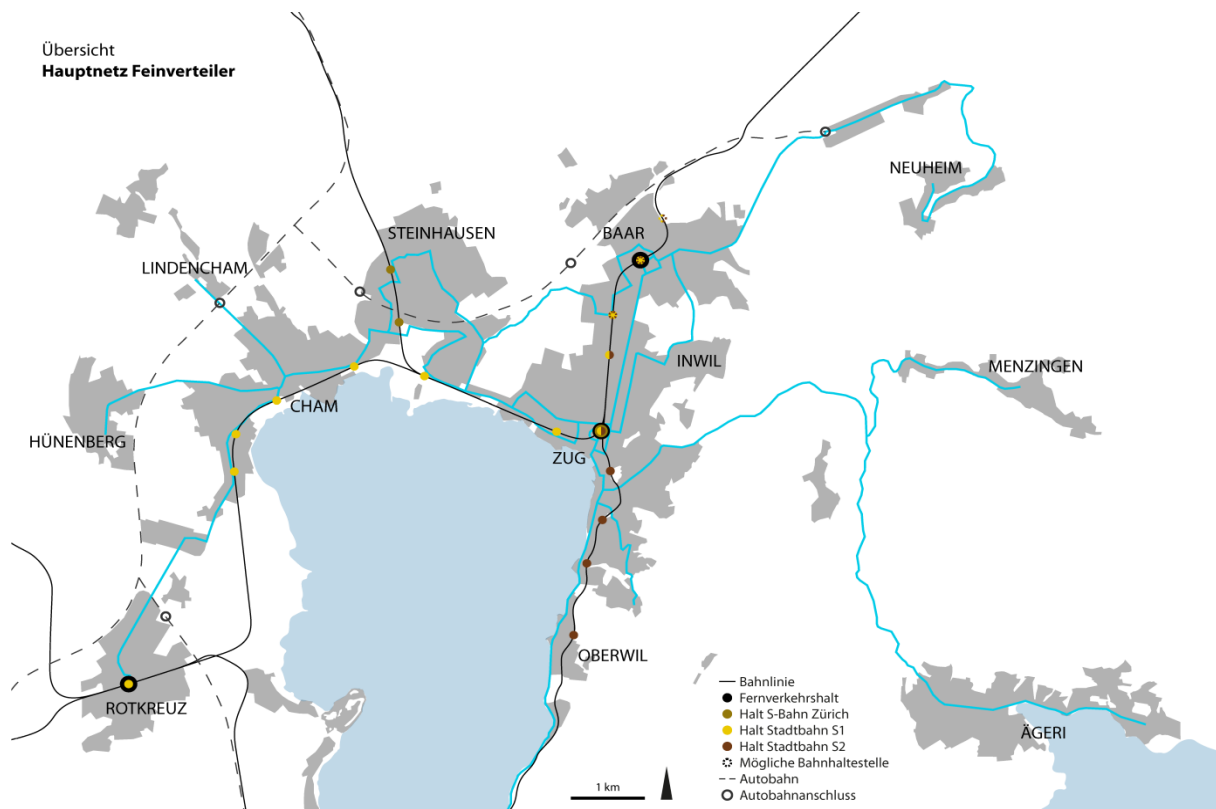 Übersicht
Hauptnetz Feinverteiler
NEUHEIM
BAAR
STEINHAUSEN
LINDENCHAM
INWIL
MENZINGEN
CHAM
HÜNENBERG
ZUG
OBERWIL
ROTKREUZ
ÄGERI
Bahnlinie
Fernverkehrshalt
Halt S-Bahn Zürich
Halt Stadtbahn S1
Halt Stadtbahn S2
Mögliche Bahnhaltestelle
Autobahn
Autobahnanschluss
1 km